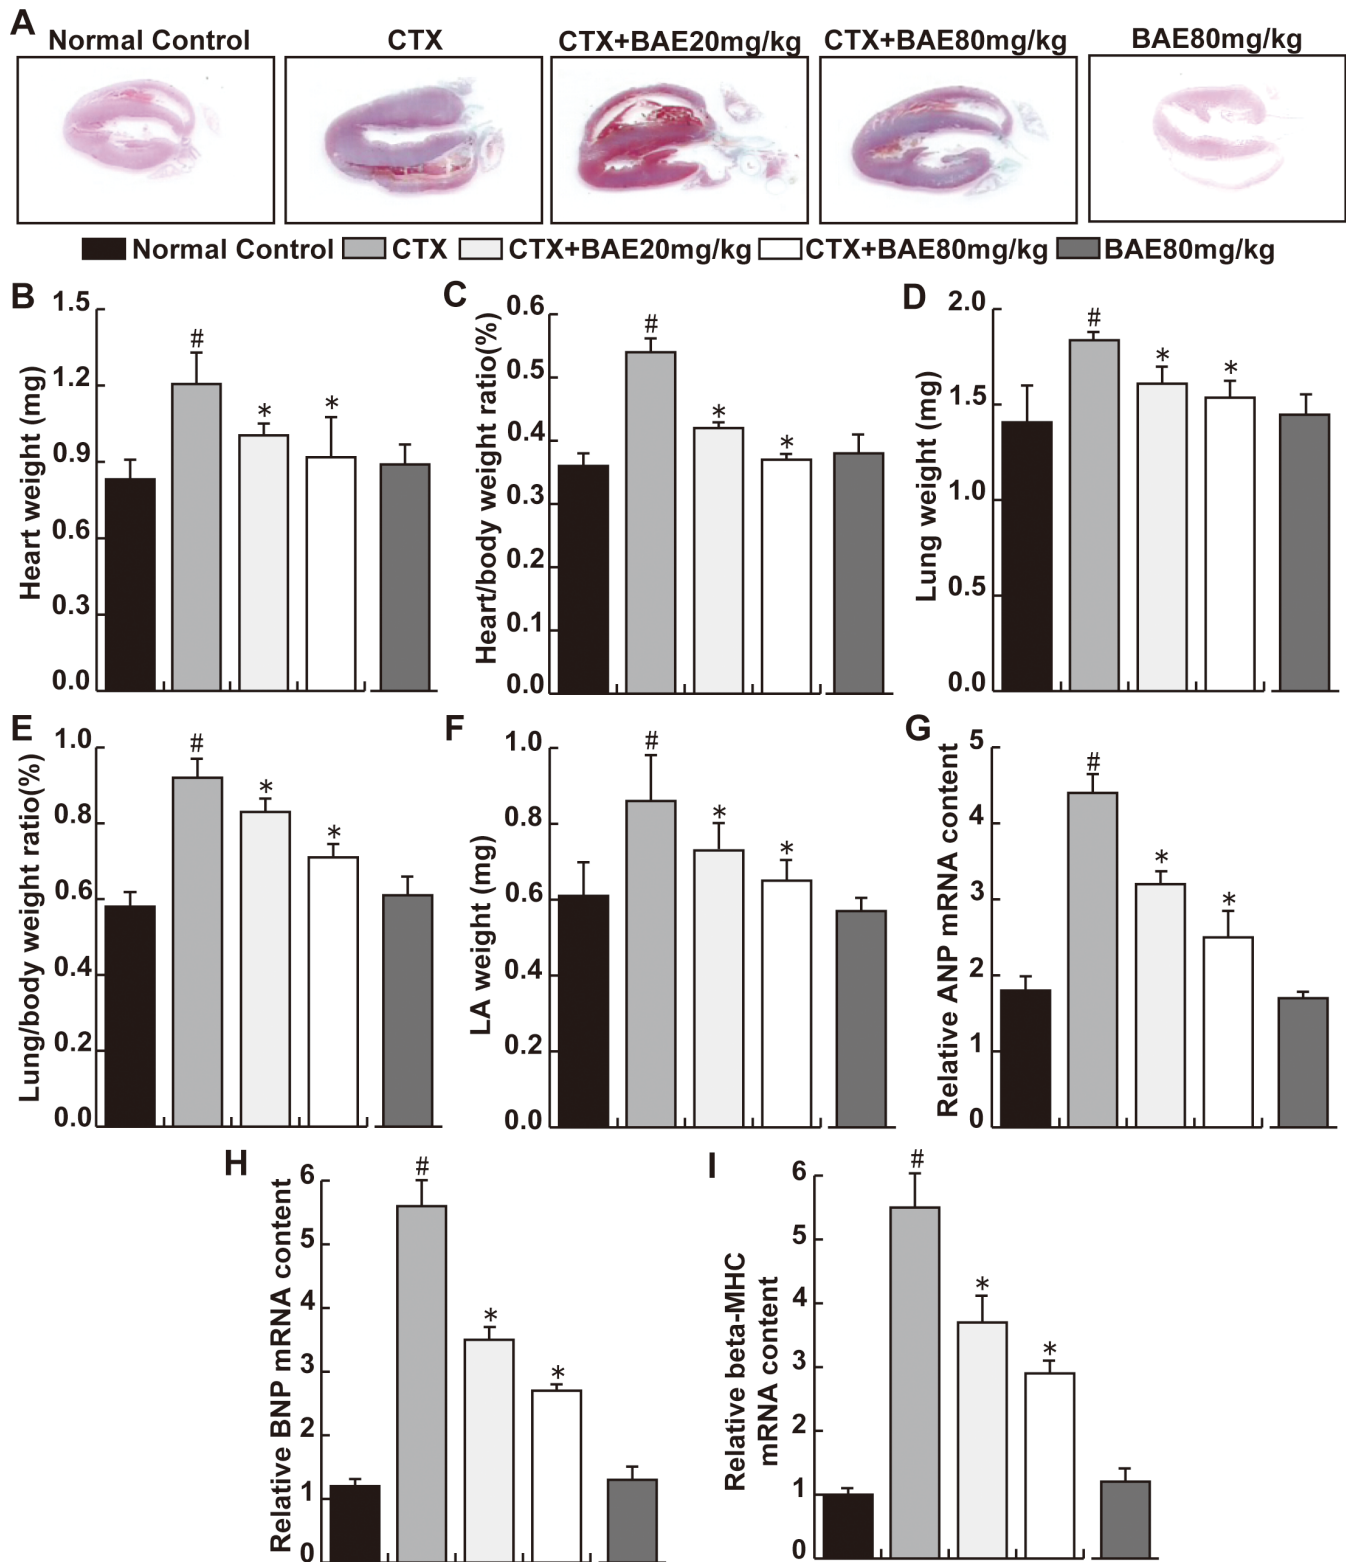 A
Normal Control
CTX
CTX+BAE20mg/kg
CTX+BAE80mg/kg
BAE80mg/kg
Normal Control
CTX
CTX+BAE20mg/kg
CTX+BAE80mg/kg
BAE80mg/kg
B
Heart weight (mg)
1.5
1.2
0.9
0.6
0.3
0.0
#
*
*
C
Heart/body weight ratio(%)
0.6
0.5
0.4
0.3
0.2
0.1
0.0
#
*
*
D
Lung weight (mg)
2.0
1.5
1.0
0.5
0.0
#
*
*
E
Lung/body weight ratio(%)
1.0
0.8
0.6
0.4
0.2
0.0
#
*
*
F
LA weight (mg)
1.0
0.8
0.6
0.4
0.2
0.0
#
*
*
G
Relative ANP mRNA content
5
4
3
2
1
0
#
*
*
H
Relative BNP mRNA content
6
5
4
3
2
1
0
#
*
*
I
Relative beta-MHC
mRNA content
6
5
4
3
2
1
0
#
*
*